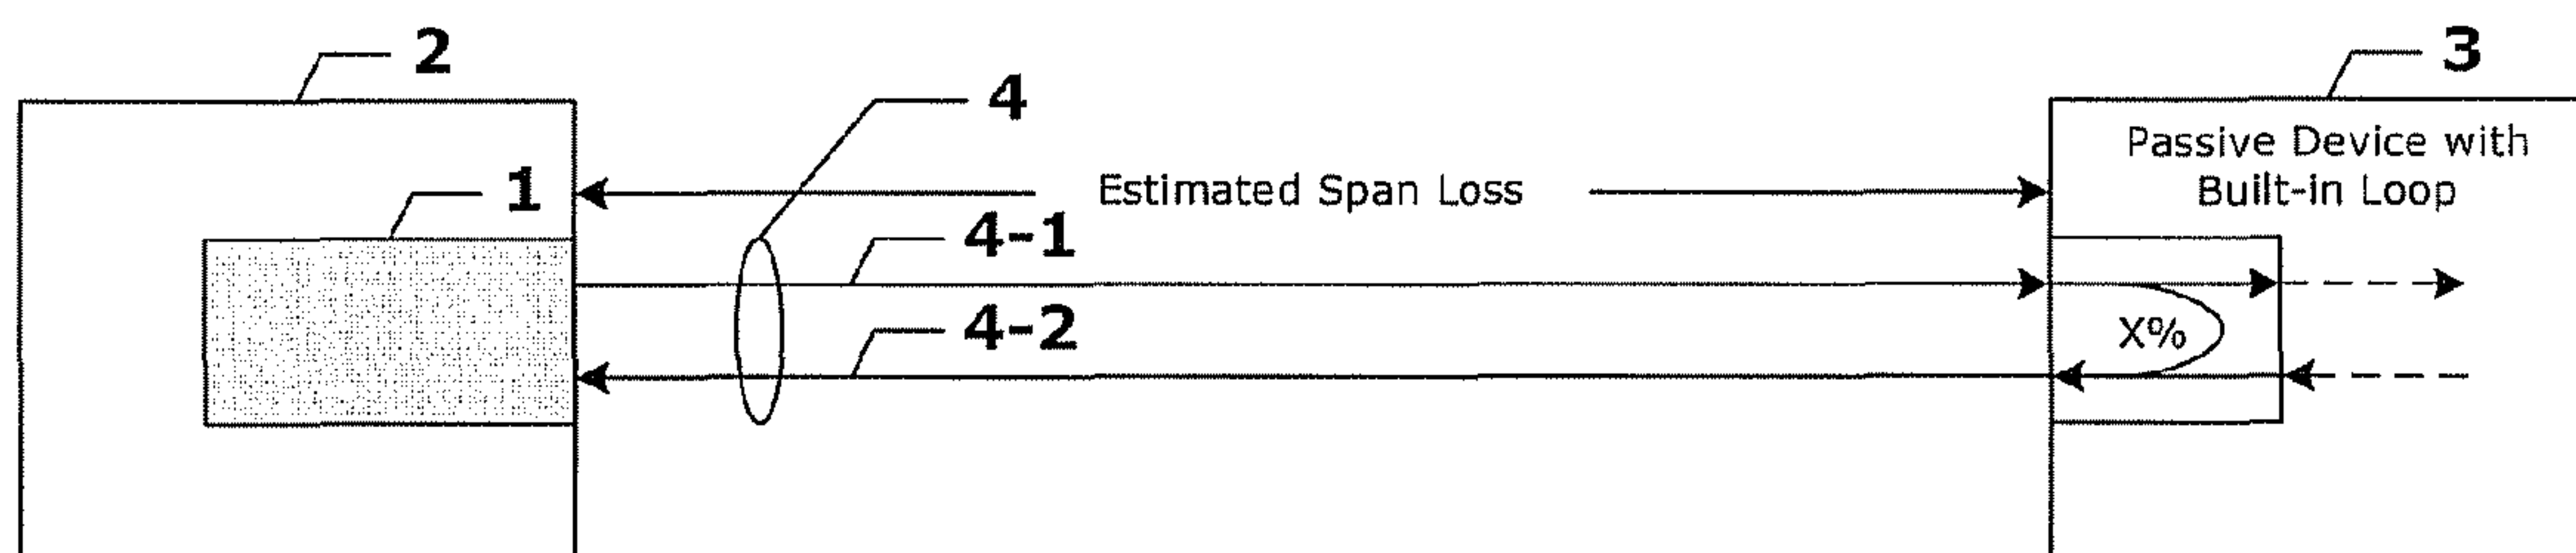 2
3
4
Passive Device with
Built-in Loop
1
Estimated Span Loss
4-1
4-2
X%